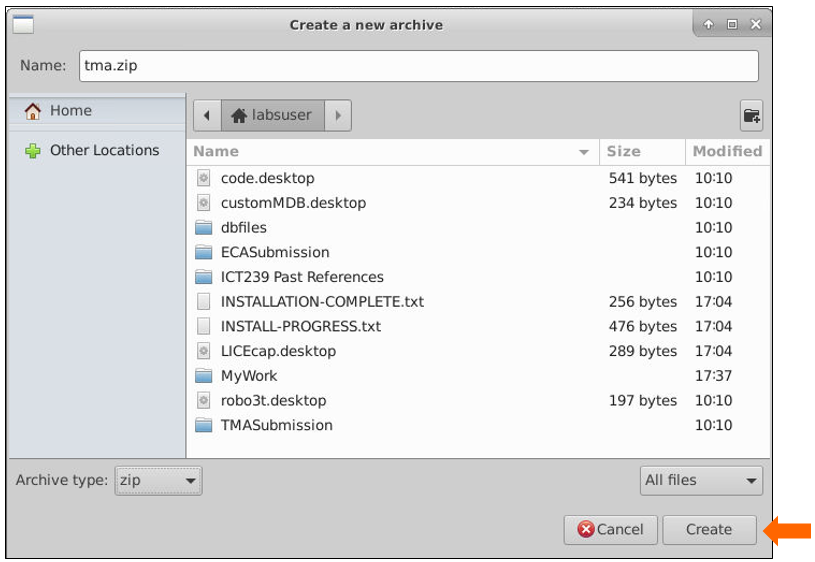 Create a new archive
Name: tma.zip
Home
Other Locations
labsuser
Name Size Modified
code.desktop 541 bytes 10:10
customMDB.desktop 234 bytes 10:10
dbfiles 10:10
ECASubmission 10:10
ICT239 Past References 10:10
INSTALLATION-COMPLETE.txt 256 bytes 17:04
INSTALL-PROGRESS.txt 476 bytes 17:04
LICEcap.desktop 289 bytes 17:04
MyWork 17:37
robo3t.desktop 197 bytes 10:10
TMASubmission 10:10
Archive type: zip All files
Cancel Create